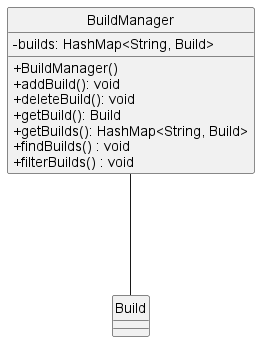 BuildManager
-builds: HashMap<String, Build>
+BuildManager()
+addBuild(): void
+deleteBuild(): void
+getBuild(): Build
+getBuilds(): HashMap<String, Build>
+findBuilds() : void
+filterBuilds() : void
Build